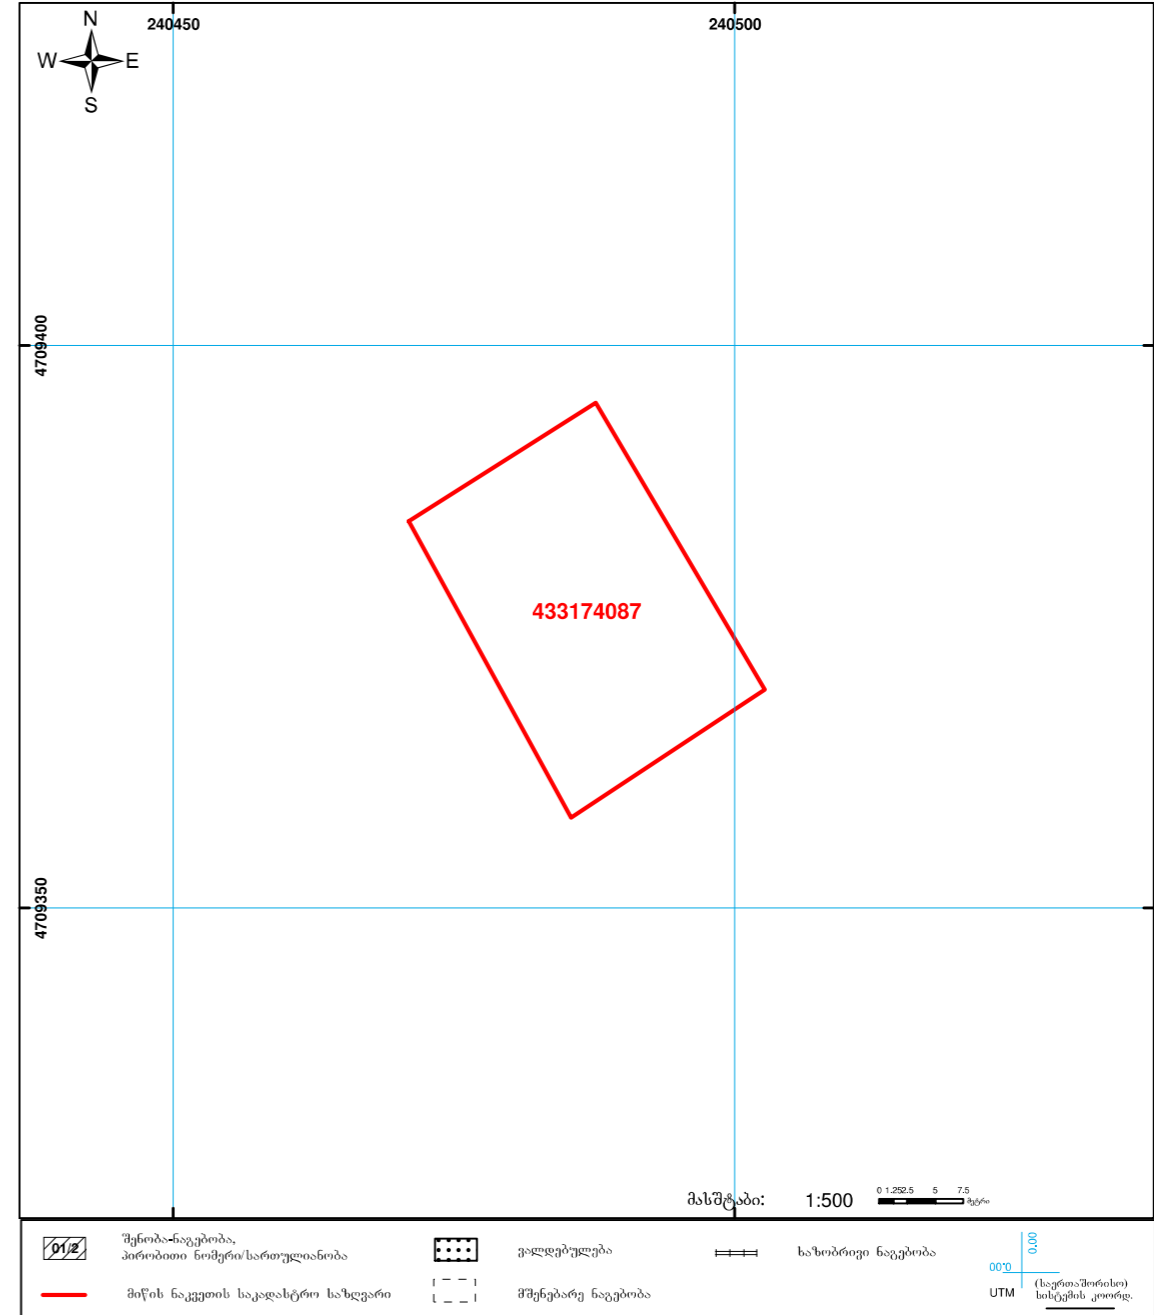 N
W E
S
240450
240500
4709400
4709350
433174087
მასშტაბი: 1:500
0 1.252.5 5 7.5
მეტრი
01/2
შენობა-ნაგებობა,
პირობითი ნომერი/სართულიანობა
ვალდებულება
ხაზობრივი ნაგებობა
მიწის ნაკვეთის საკადასტრო საზღვარი
მშენებარე ნაგებობა
00'0
00'0
UTM
(საერთაშორისო)
სისტემის კოორდ.